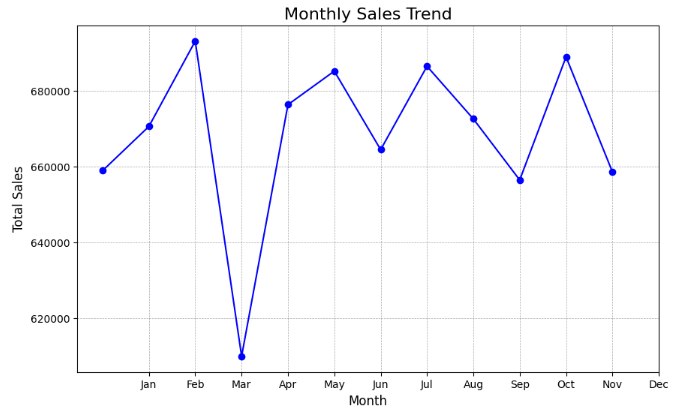 Monthly Sales Trend
Total Sales
680000
660000
640000
620000
Jan Feb Mar Apr May Jun Jul Aug Sep Oct Nov Dec
Month